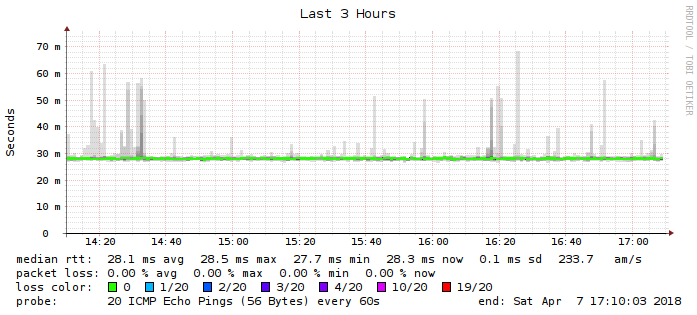 Last 3 Hours
RRDTOOL / TOBI OETIKER
Seconds
70 m
60 m
50 m
40 m
30 m
20 m
10 m
0
14:20 14:40 15:00 15:20 15:40 16:00 16:20 16:40 17:00
median rtt: 28.1 ms avg 28.5 ms max 27.7 ms min 28.3 ms now 0.1 ms sd 233.7 am/s
packet loss: 0.00 % avg 0.00 % max 0.00 % min 0.00 % now
loss color: 0 1/20 2/20 3/20 4/20 10/20 19/20
probe: 20 ICMP Echo Pings (56 Bytes) every 60s end: Sat Apr 7 17:10:03 2018